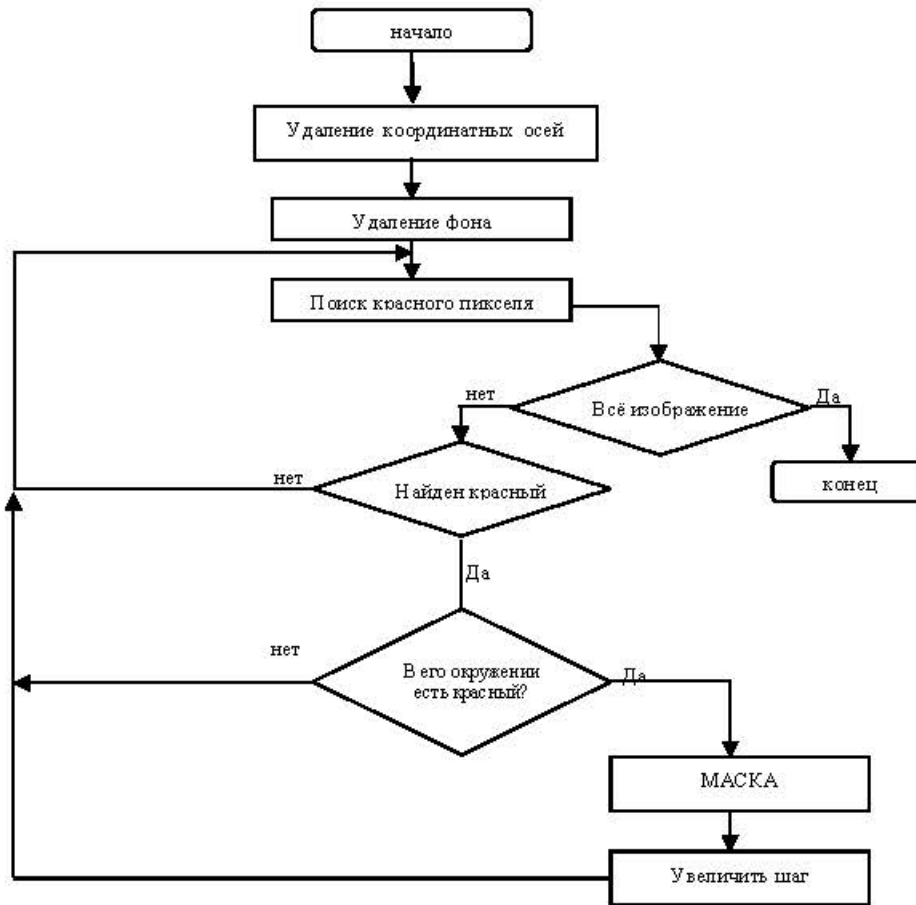 начало
Удаление координатных осей
Удаление фона
Поиск красного пикселя
Всё изображение
нет
Да
конец
Найден красный
нет
Да
В его окружении
есть красный?
нет
Да
МАСКА
Увеличить шаг